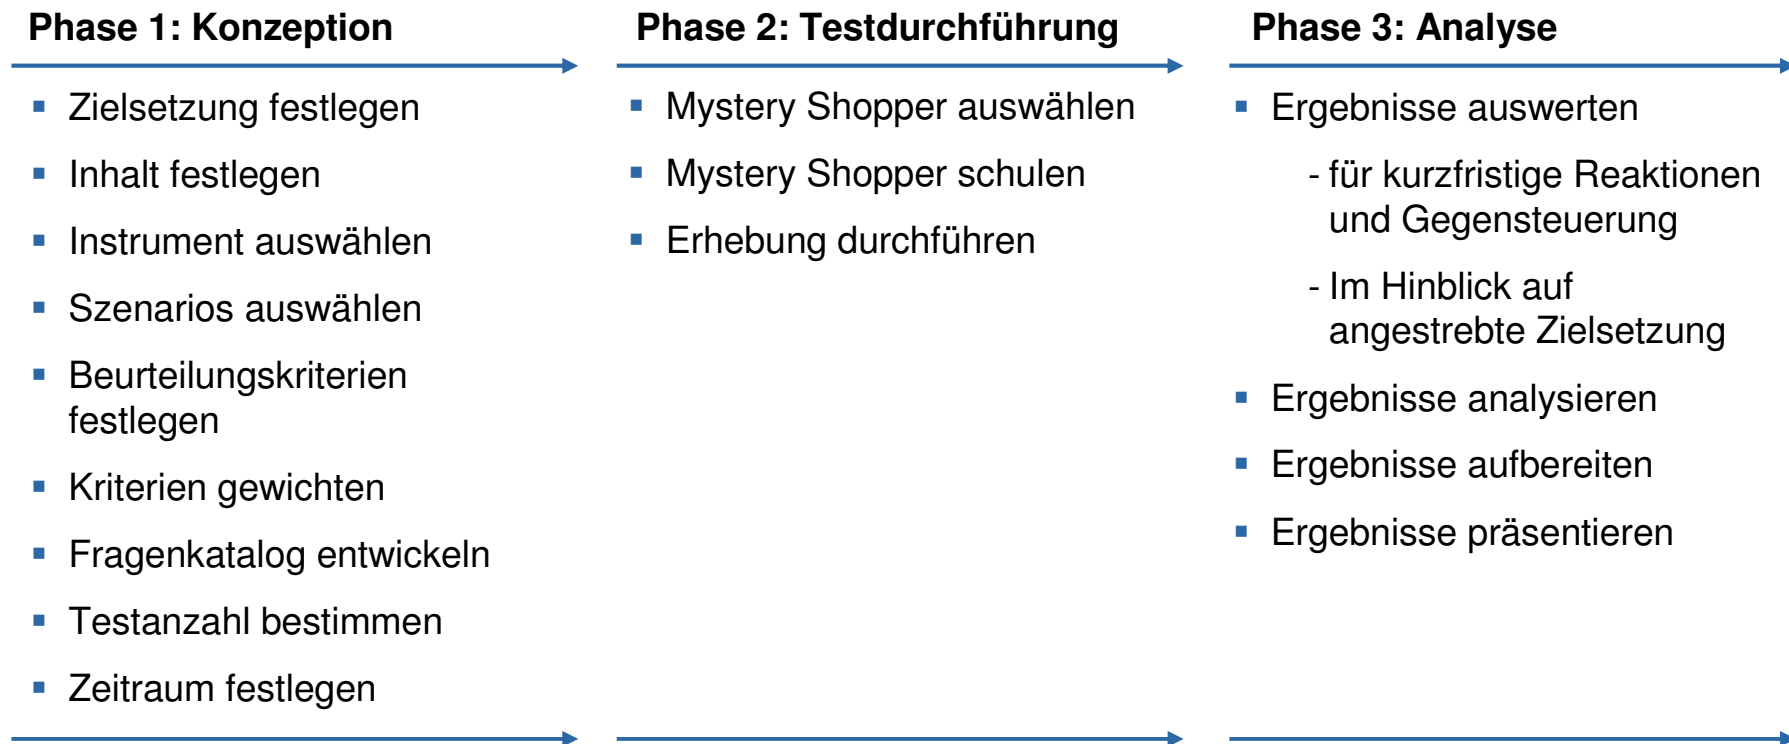 Phase 1: Konzeption
▪ Zielsetzung festlegen
▪ Inhalt festlegen
▪ Instrument auswählen
▪ Szenarios auswählen
▪ Beurteilungskriterien
festlegen
▪ Kriterien gewichten
▪ Fragenkatalog entwickeln
▪ Testanzahl bestimmen
▪ Zeitraum festlegen
Phase 2: Testdurchführung
▪ Mystery Shopper auswählen
▪ Mystery Shopper schulen
▪ Erhebung durchführen
Phase 3: Analyse
▪ Ergebnisse auswerten
- für kurzfristige Reaktionen
und Gegensteuerung
- Im Hinblick auf
angestrebte Zielsetzung
▪ Ergebnisse analysieren
▪ Ergebnisse aufbereiten
▪ Ergebnisse präsentieren